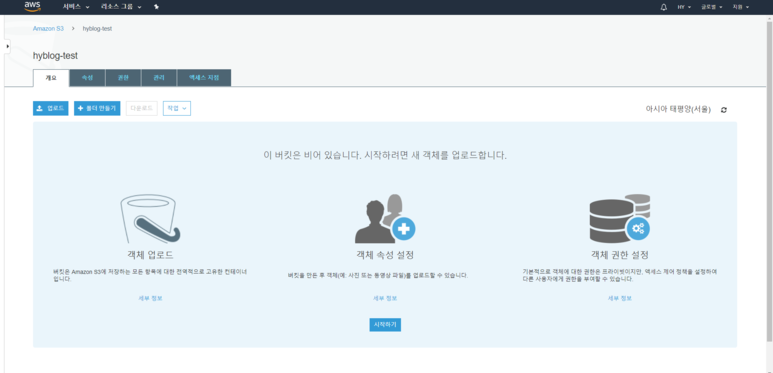 aws 서비스 리소스 그룹 HY 글로벌 지원
Amazon S3 > hyblog-test
hyblog-test
개요 속성 권한 관리 액세스 지점
업로드 + 폴더 만들기 다운로드 작업 아시아 태평양(서울)
이 버킷은 비어 있습니다. 시작하려면 새 객체를 업로드합니다.
객체 업로드
버킷은 Amazon S3에 저장하는 모든 항목에 대한 전역적으로 고유한 컨테이너
입니다.
세부 정보
객체 속성 설정
버킷을 만든 후 객체(예: 사진 또는 동영상 파일)를 업로드할 수 있습니다.
세부 정보
객체 권한 설정
기본적으로 객체에 대한 권한은 프라이빗이지만, 액세스 제어 정책을 설정하여
다른 사용자에게 권한을 부여할 수 있습니다.
세부 정보
시작하기